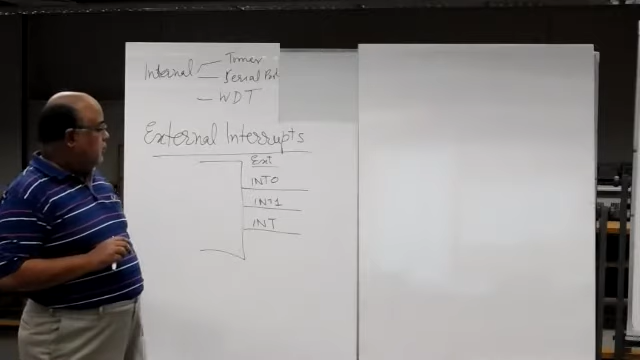 Internal Timer
Serial Port
WDT
External Interrupts
Ext
INT0
INT1
INT